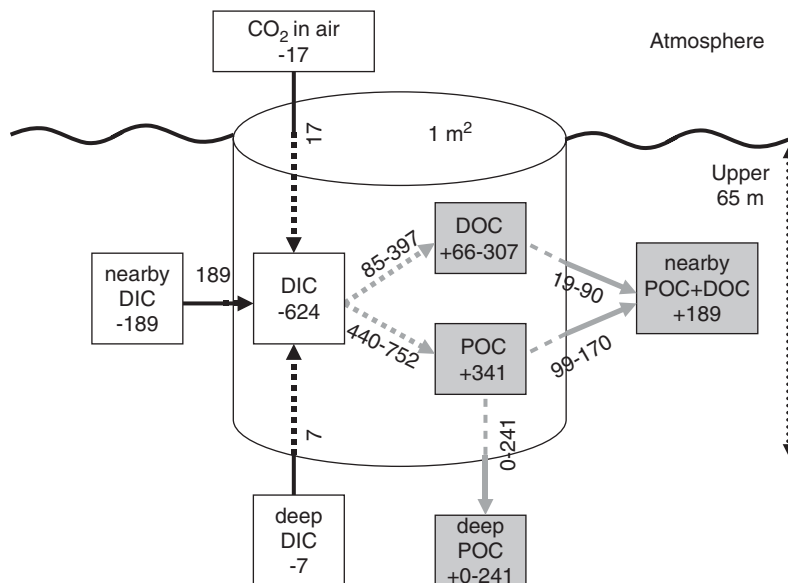 CO₂ in air
-17
Atmosphere
17
1 m²
Upper
65 m
nearby
DIC
-189
189
DIC
-624
85-397
DOC
+66-307
19-90
nearby
POC+DOC
+189
440-752
POC
+341
99-170
7
0-241
deep
DIC
-7
deep
POC
+0-241